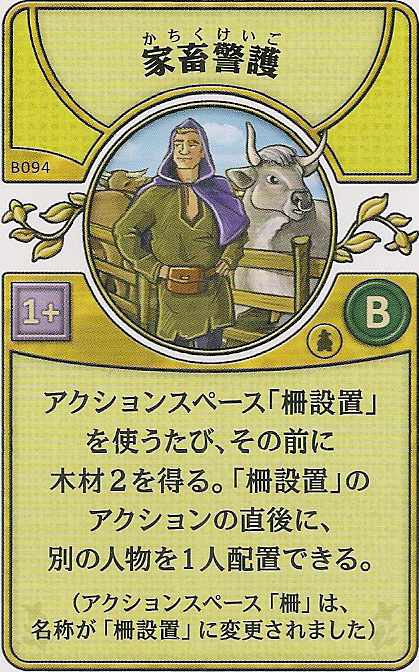 かちくけいご
家畜警護
B094
1+
B
アクションスペース「柵設置」
を使うたび、その前に
木材2を得る。「柵設置」の
アクションの直後に、
別の人物を1人配置できる。
（アクションスペース「柵」は、
名称が「柵設置」に変更されました）